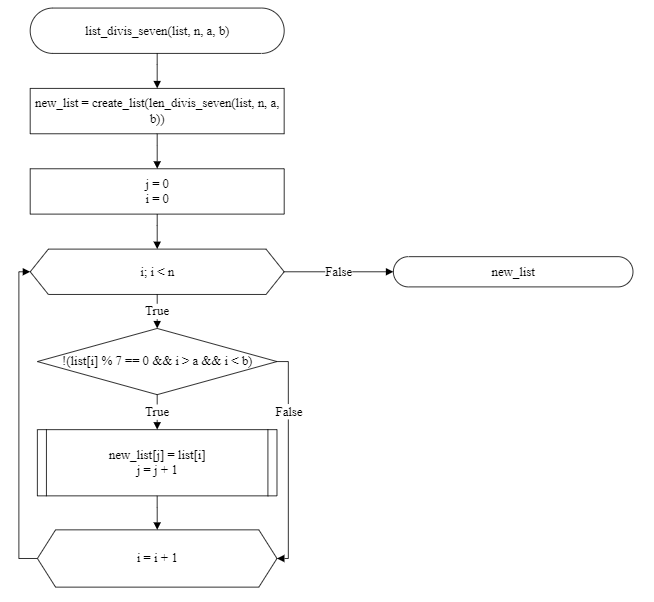 list_divis_seven(list, n, a, b)
new_list = create_list(len_divis_seven(list, n, a,
b))
j = 0
i = 0
i; i < n
False
new_list
True
!(list[i] % 7 == 0 && i > a && i < b)
True
False
new_list[j] = list[i]
j = j + 1
i = i + 1